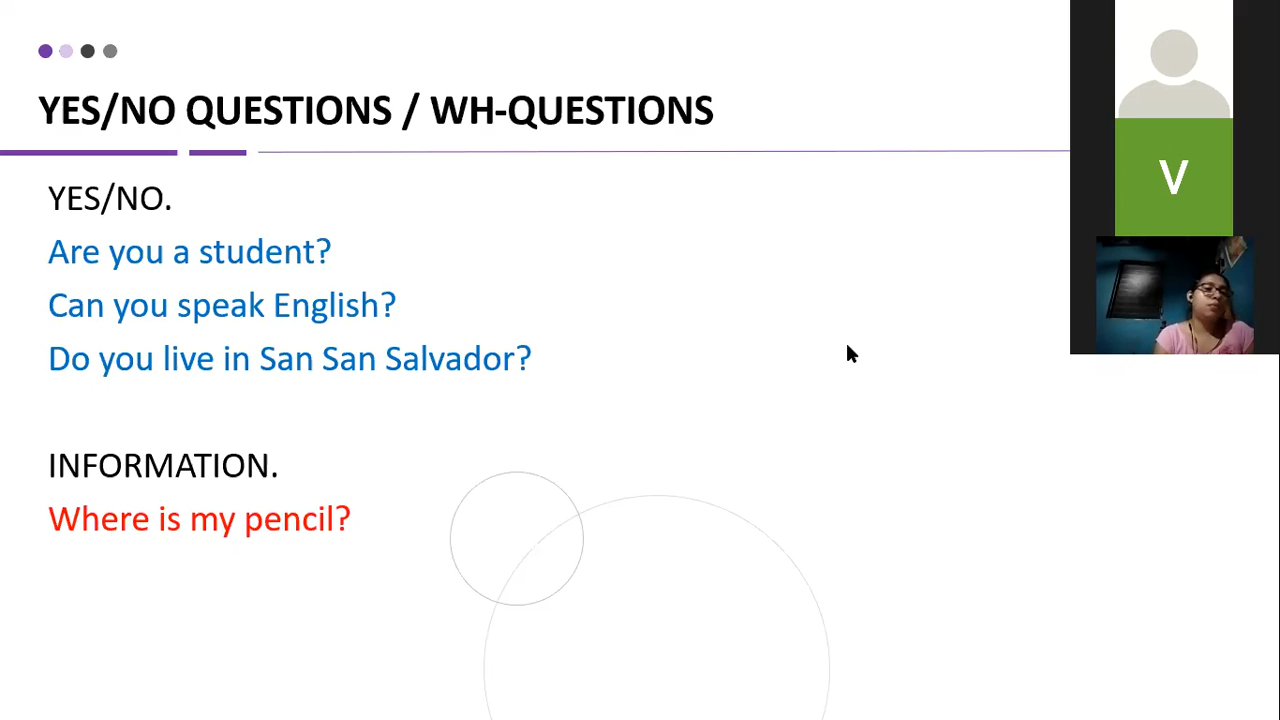 YES/NO QUESTIONS / WH-QUESTIONS
YES/NO.
Are you a student?
Can you speak English?
Do you live in San San Salvador?
INFORMATION.
Where is my pencil?
V